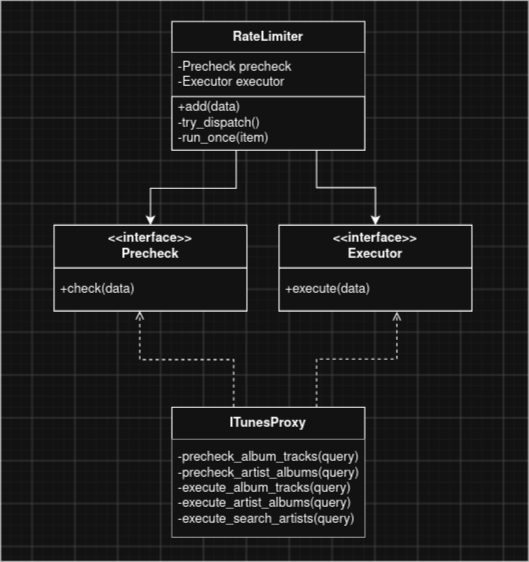 RateLimiter
-Precheck precheck
-Executor executor
+add(data)
-try_dispatch()
-run_once(item)
<<interface>>
Precheck
+check(data)
<<interface>>
Executor
+execute(data)
ITunesProxy
-precheck_album_tracks(query)
-precheck_artist_albums(query)
-execute_album_tracks(query)
-execute_artist_albums(query)
-execute_search_artists(query)